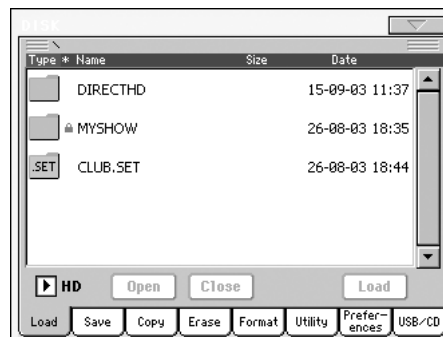 DISK
Type * Name Size Date
DIRECTHD 15-09-03 11:37
MYSHOW 26-08-03 18:35
.SET CLUB.SET 26-08-03 18:44
HD Open Close Load
Load Save Copy Erase Format Utility Prefer-
ences USB/CD